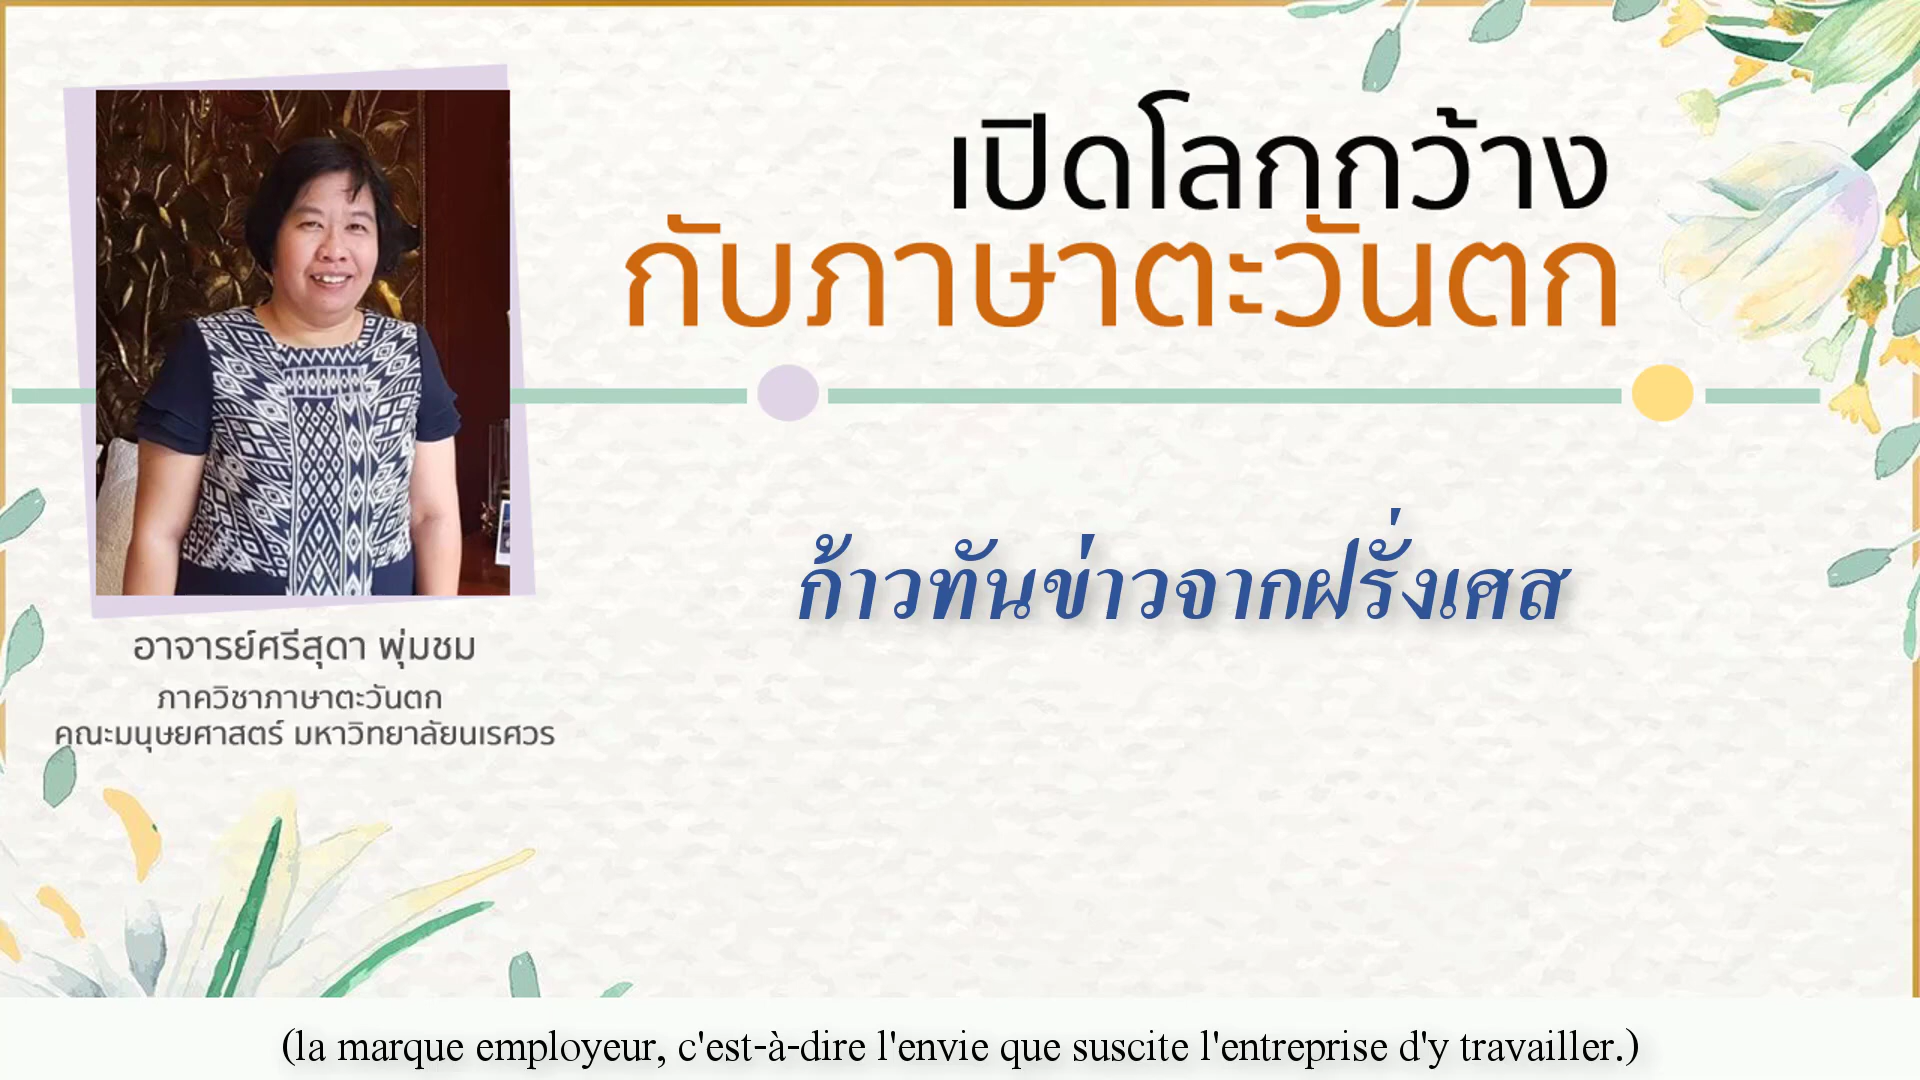 เปิดโลกกว้าง
กับภาษาตะวันตก
ก้าวทันข่าวจากฝรั่งเศส
อาจารย์ศรีสุดา พุ่มชม
ภาควิชาภาษาตะวันตก
คณะมนุษยศาสตร์ มหาวิทยาลัยนเรศวร
(la marque employeur, c'est-à-dire l'envie que suscite l'entreprise d'y travailler.)